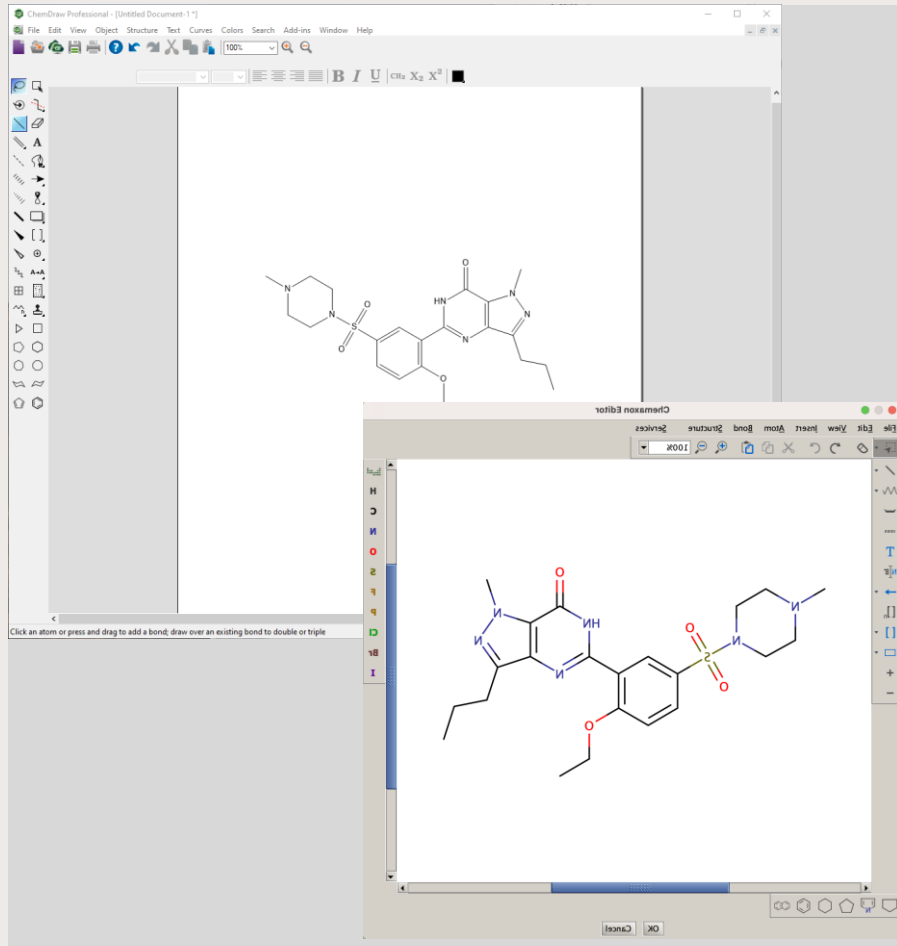 ChemDraw Professional - [Untitled Document-1 *]
File Edit View Object Structure Text Curves Colors Search Add-ins Window Help
100%
B I U CH₂ X₂ X²
A
A→A
O
N
HN
N
N
O
S
N
N
O
O
Click an atom or press and drag to add a bond; draw over an existing bond to double or triple
Chemaxon Editor
File Edit View Insert Atom Bond Structure Services
100%
H
C
N
O
S
F
P
Cl
Br
I
T
[]n
[ ]
+
−
O
N
N
NH
N
O
S
O
N
N
O
N
OK Cancel